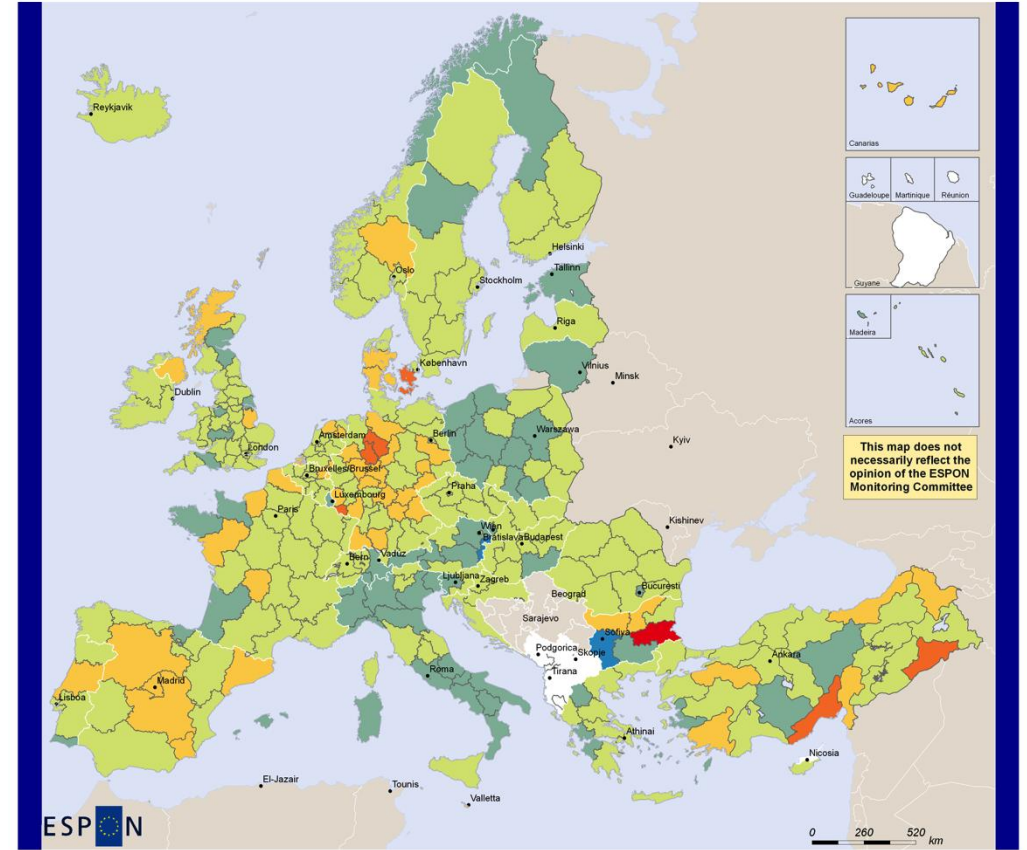 Reykjavik
Canarias
Guadeloupe
Martinique
Réunion
Guyane
Madeira
Acores
This map does not
necessarily reflect the
opinion of the ESPON
Monitoring Committee
Helsinki
Oslo
Tallinn
Stockholm
Riga
København
Vilnius
Minsk
Dublin
Warszawa
Berlin
Amsterdam
London
Kyiv
Bruxelles/Brussel
Praha
Luxembourg
Paris
Kishinev
Wien
Bratislava
Budapest
Bern
Vaduz
Ljubljana
Zagreb
Bucuresti
Beograd
Sarajevo
Sofiya
Podgorica
Skopje
Ankara
Tirana
Roma
Madrid
Lisboa
Athinai
Nicosia
El-Jazair
Tounis
Valletta
ESPON
0 260 520 km